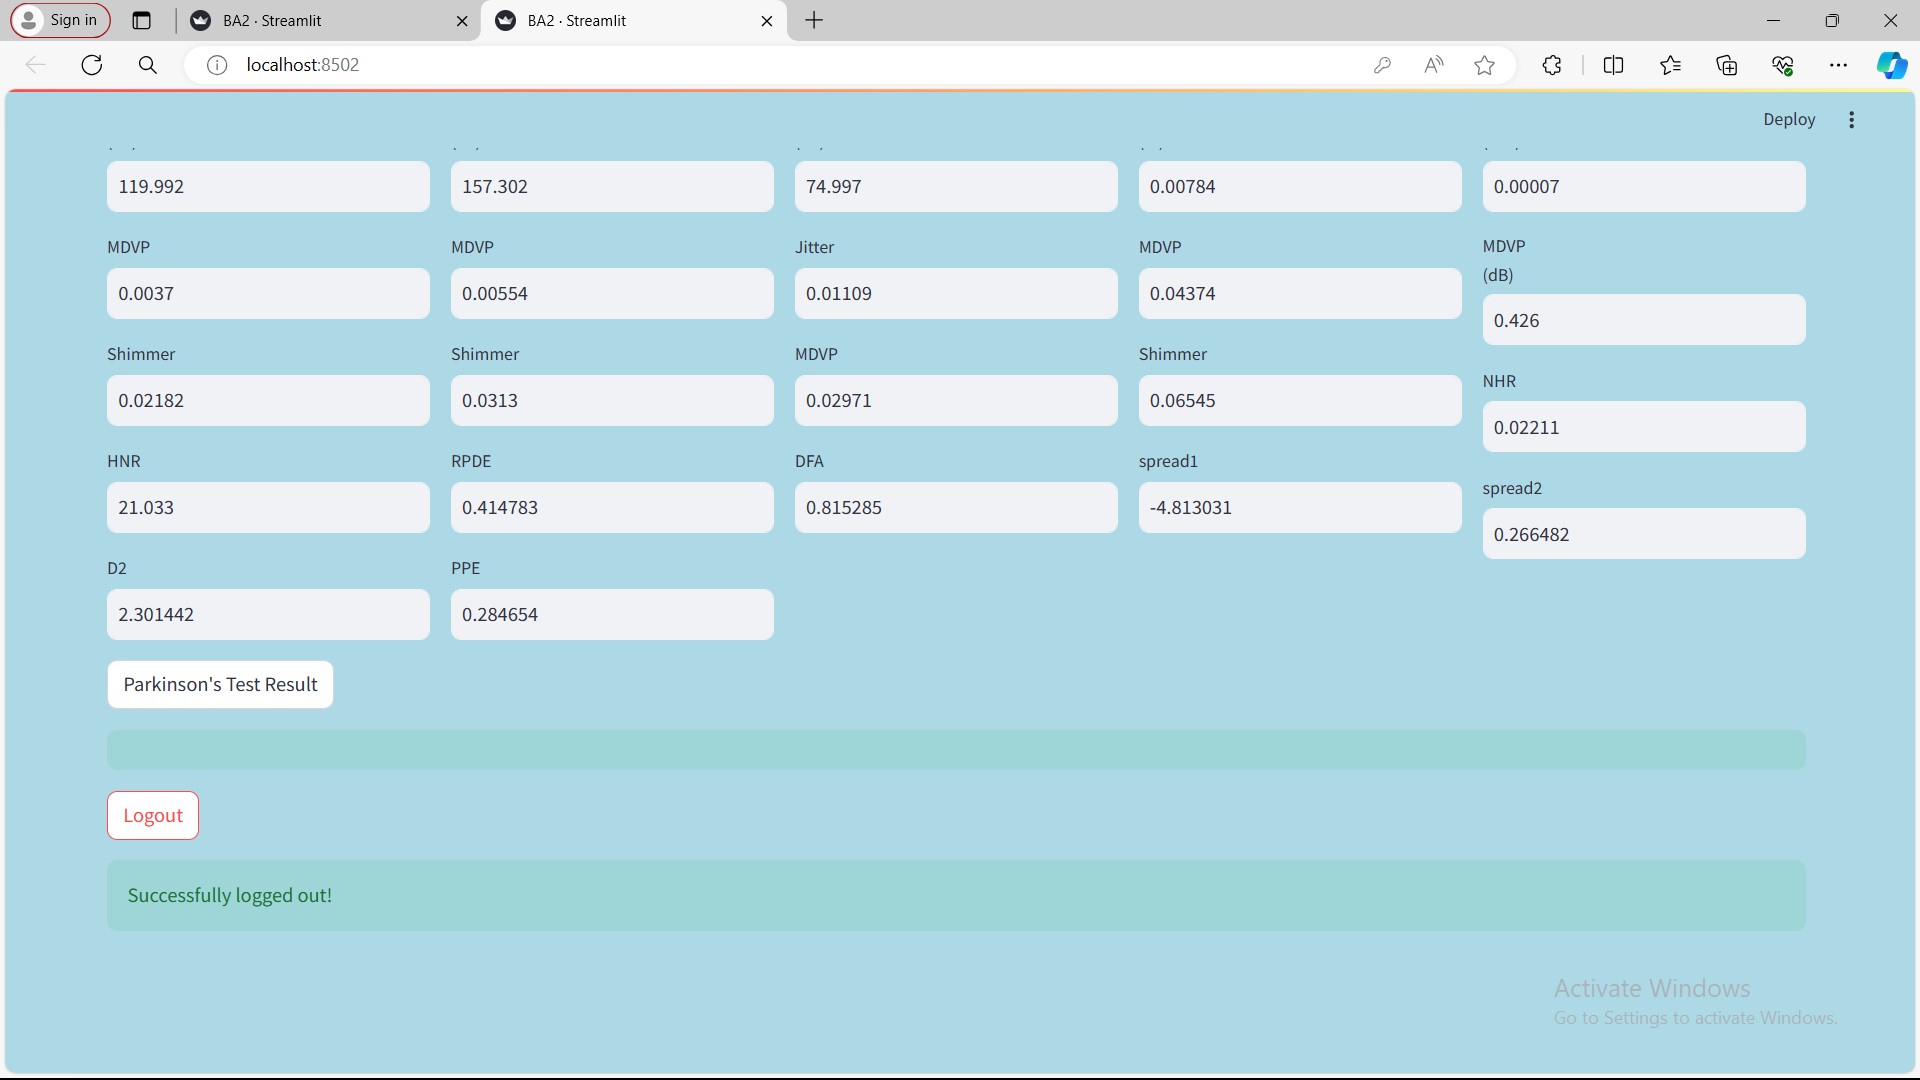 Sign in
BA2 · Streamlit
BA2 · Streamlit
localhost:8502
Deploy
119.992
157.302
74.997
0.00784
0.00007
MDVP
MDVP
Jitter
MDVP
MDVP
(dB)
0.0037
0.00554
0.01109
0.04374
0.426
Shimmer
Shimmer
MDVP
Shimmer
NHR
0.02182
0.0313
0.02971
0.06545
0.02211
HNR
RPDE
DFA
spread1
spread2
21.033
0.414783
0.815285
-4.813031
0.266482
D2
PPE
2.301442
0.284654
Parkinson's Test Result
Logout
Successfully logged out!
Activate Windows
Go to Settings to activate Windows.